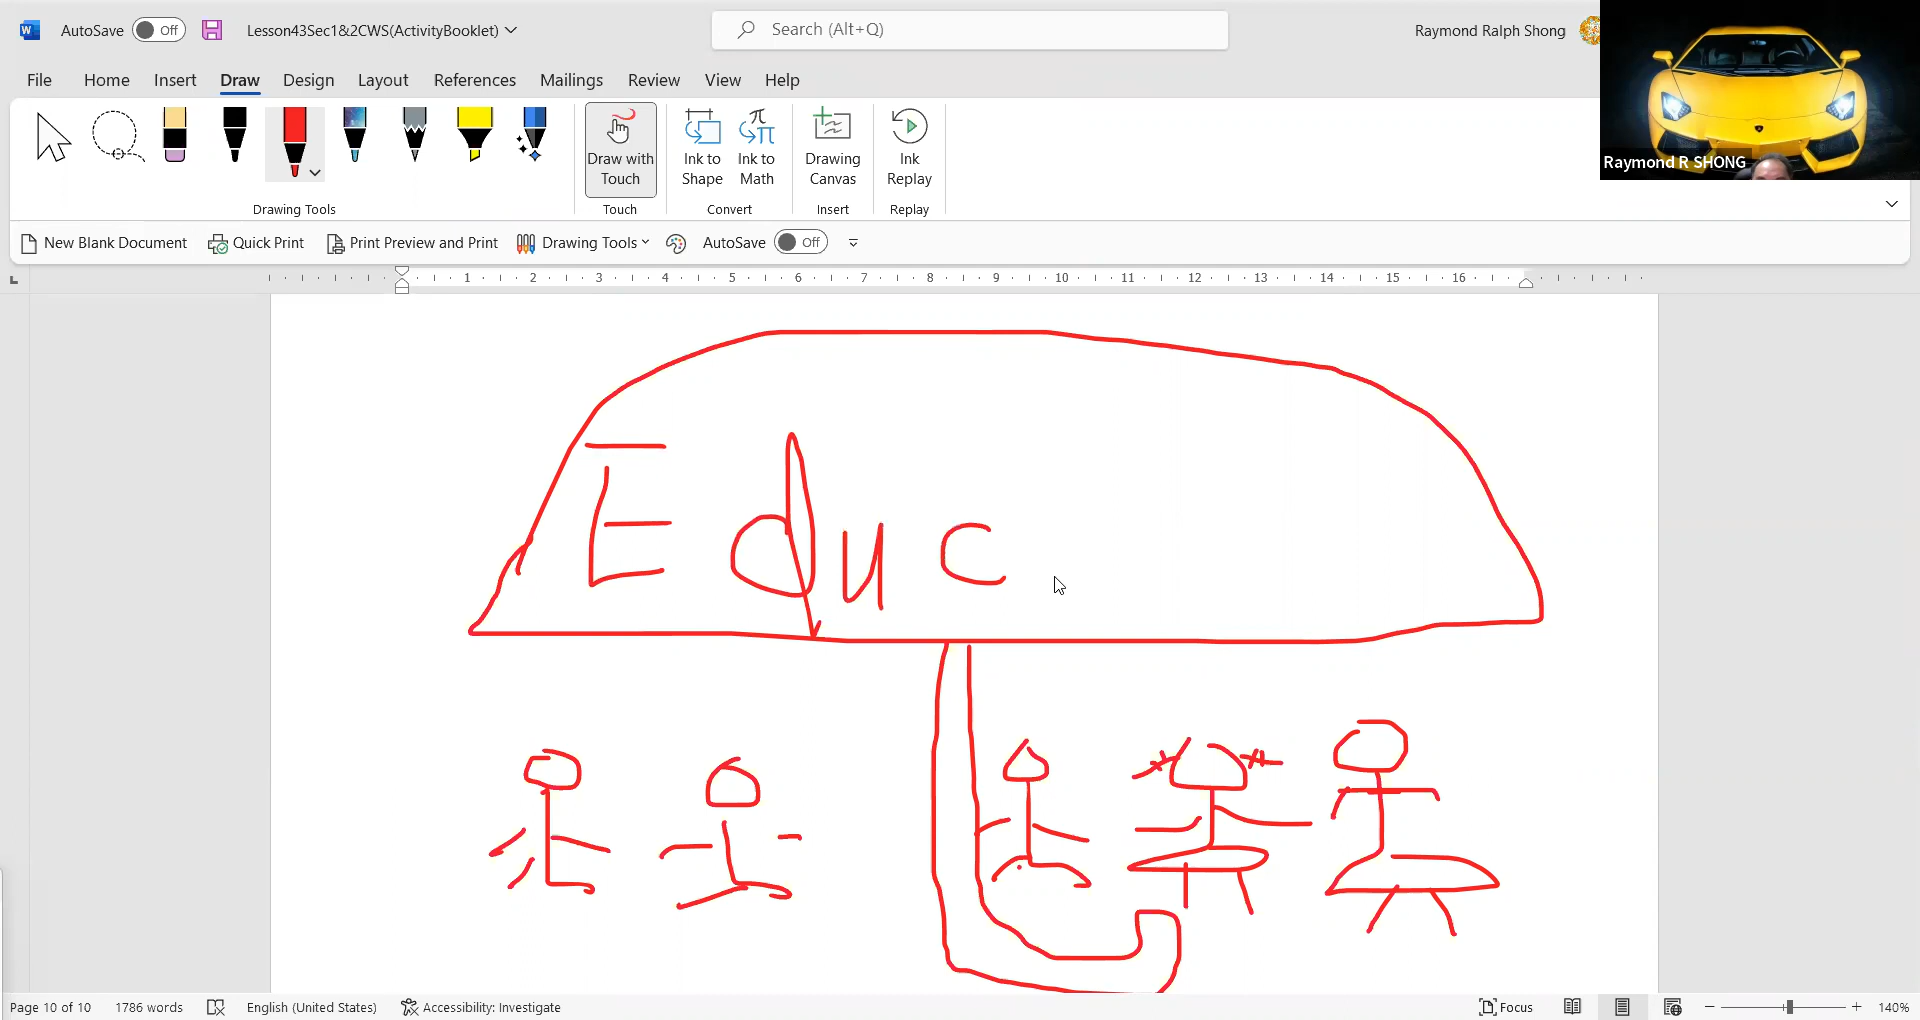 AutoSave Off Lesson43Sec1&2CWS(ActivityBooklet) Search (Alt+Q) Raymond Ralph Shong
Raymond R SHONG
File Home Insert Draw Design Layout References Mailings Review View Help
Draw with Touch
Ink to Shape
Ink to Math
Drawing Canvas
Ink Replay
Drawing Tools Touch Convert Insert Replay
New Blank Document Quick Print Print Preview and Print Drawing Tools AutoSave Off
1 2 3 4 5 6 7 8 9 10 11 12 13 14 15 16
Educ
Page 10 of 10 1786 words English (United States) Accessibility: Investigate Focus 140%